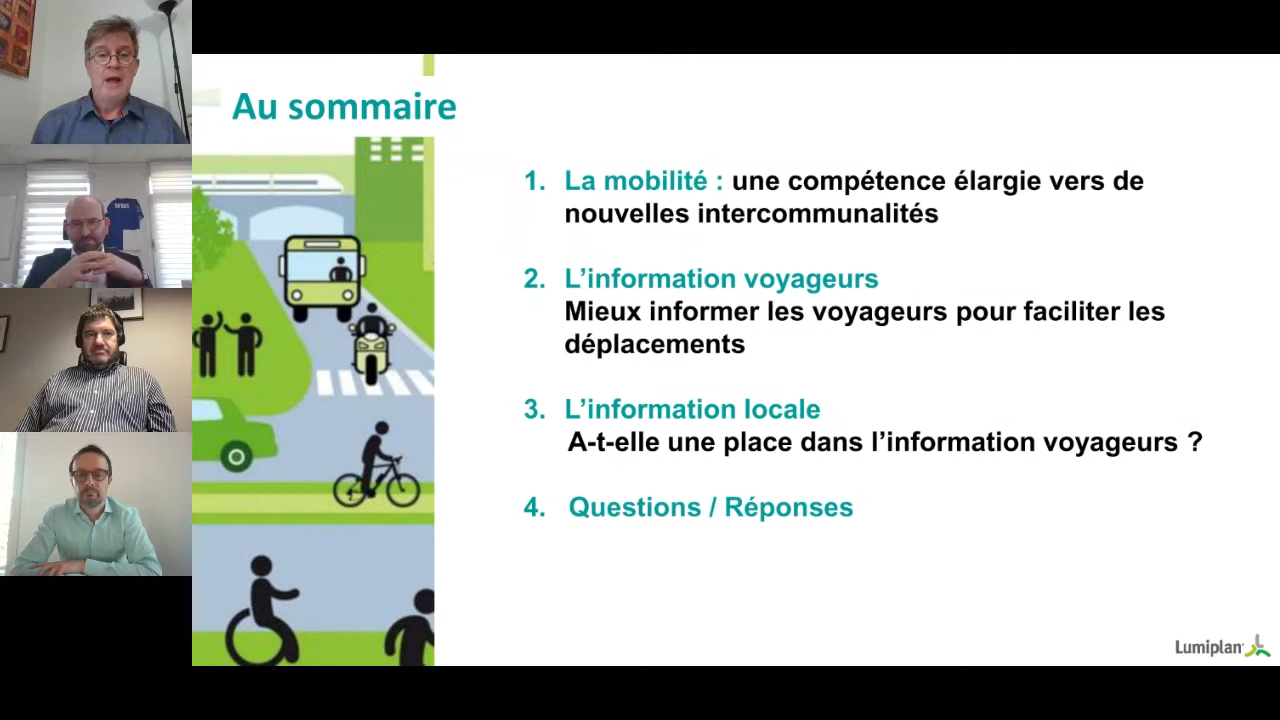 Au sommaire
1. La mobilité : une compétence élargie vers de
nouvelles intercommunalités
2. L’information voyageurs
Mieux informer les voyageurs pour faciliter les
déplacements
3. L’information locale
A-t-elle une place dans l’information voyageurs ?
4. Questions / Réponses
Lumiplan